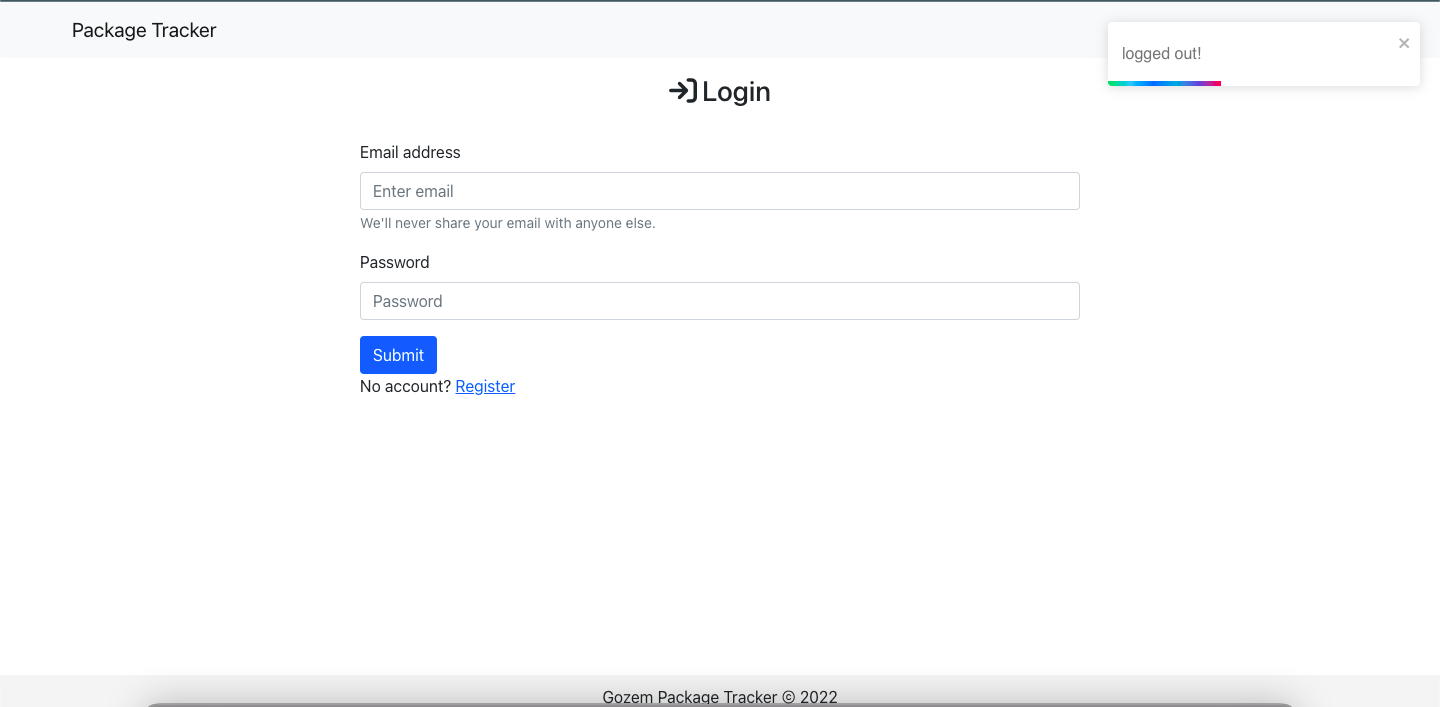 Package Tracker
logged out!
Login
Email address
Enter email
We'll never share your email with anyone else.
Password
Password
Submit
No account? Register
Gozem Package Tracker © 2022